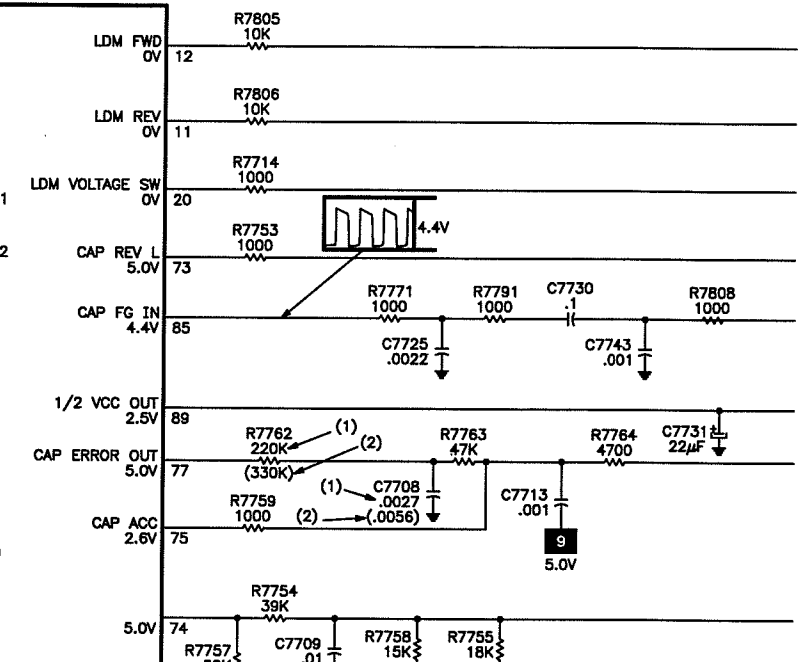 R7805
10K
LDM FWD
0V 12
R7806
10K
LDM REV
0V 11
R7714
1000
LDM VOLTAGE SW
0V 20
1
4.4V
R7753
1000
2
CAP REV L
5.0V 73
R7771
1000
R7791
1000
C7730
.1
R7808
1000
CAP FG IN
4.4V 85
C7725
.0022
C7743
.001
1/2 VCC OUT
2.5V 89
C7731
+
22μF
R7762
220K
(1)
(2)
(330K)
R7763
47K
R7764
4700
CAP ERROR OUT
5.0V 77
(1)
C7708
.0027
(2)
(.0056)
C7713
.001
R7759
1000
CAP ACC
2.6V 75
9
5.0V
R7754
39K
5.0V 74
R7757
C7709
.01
R7758
15K
R7755
18K